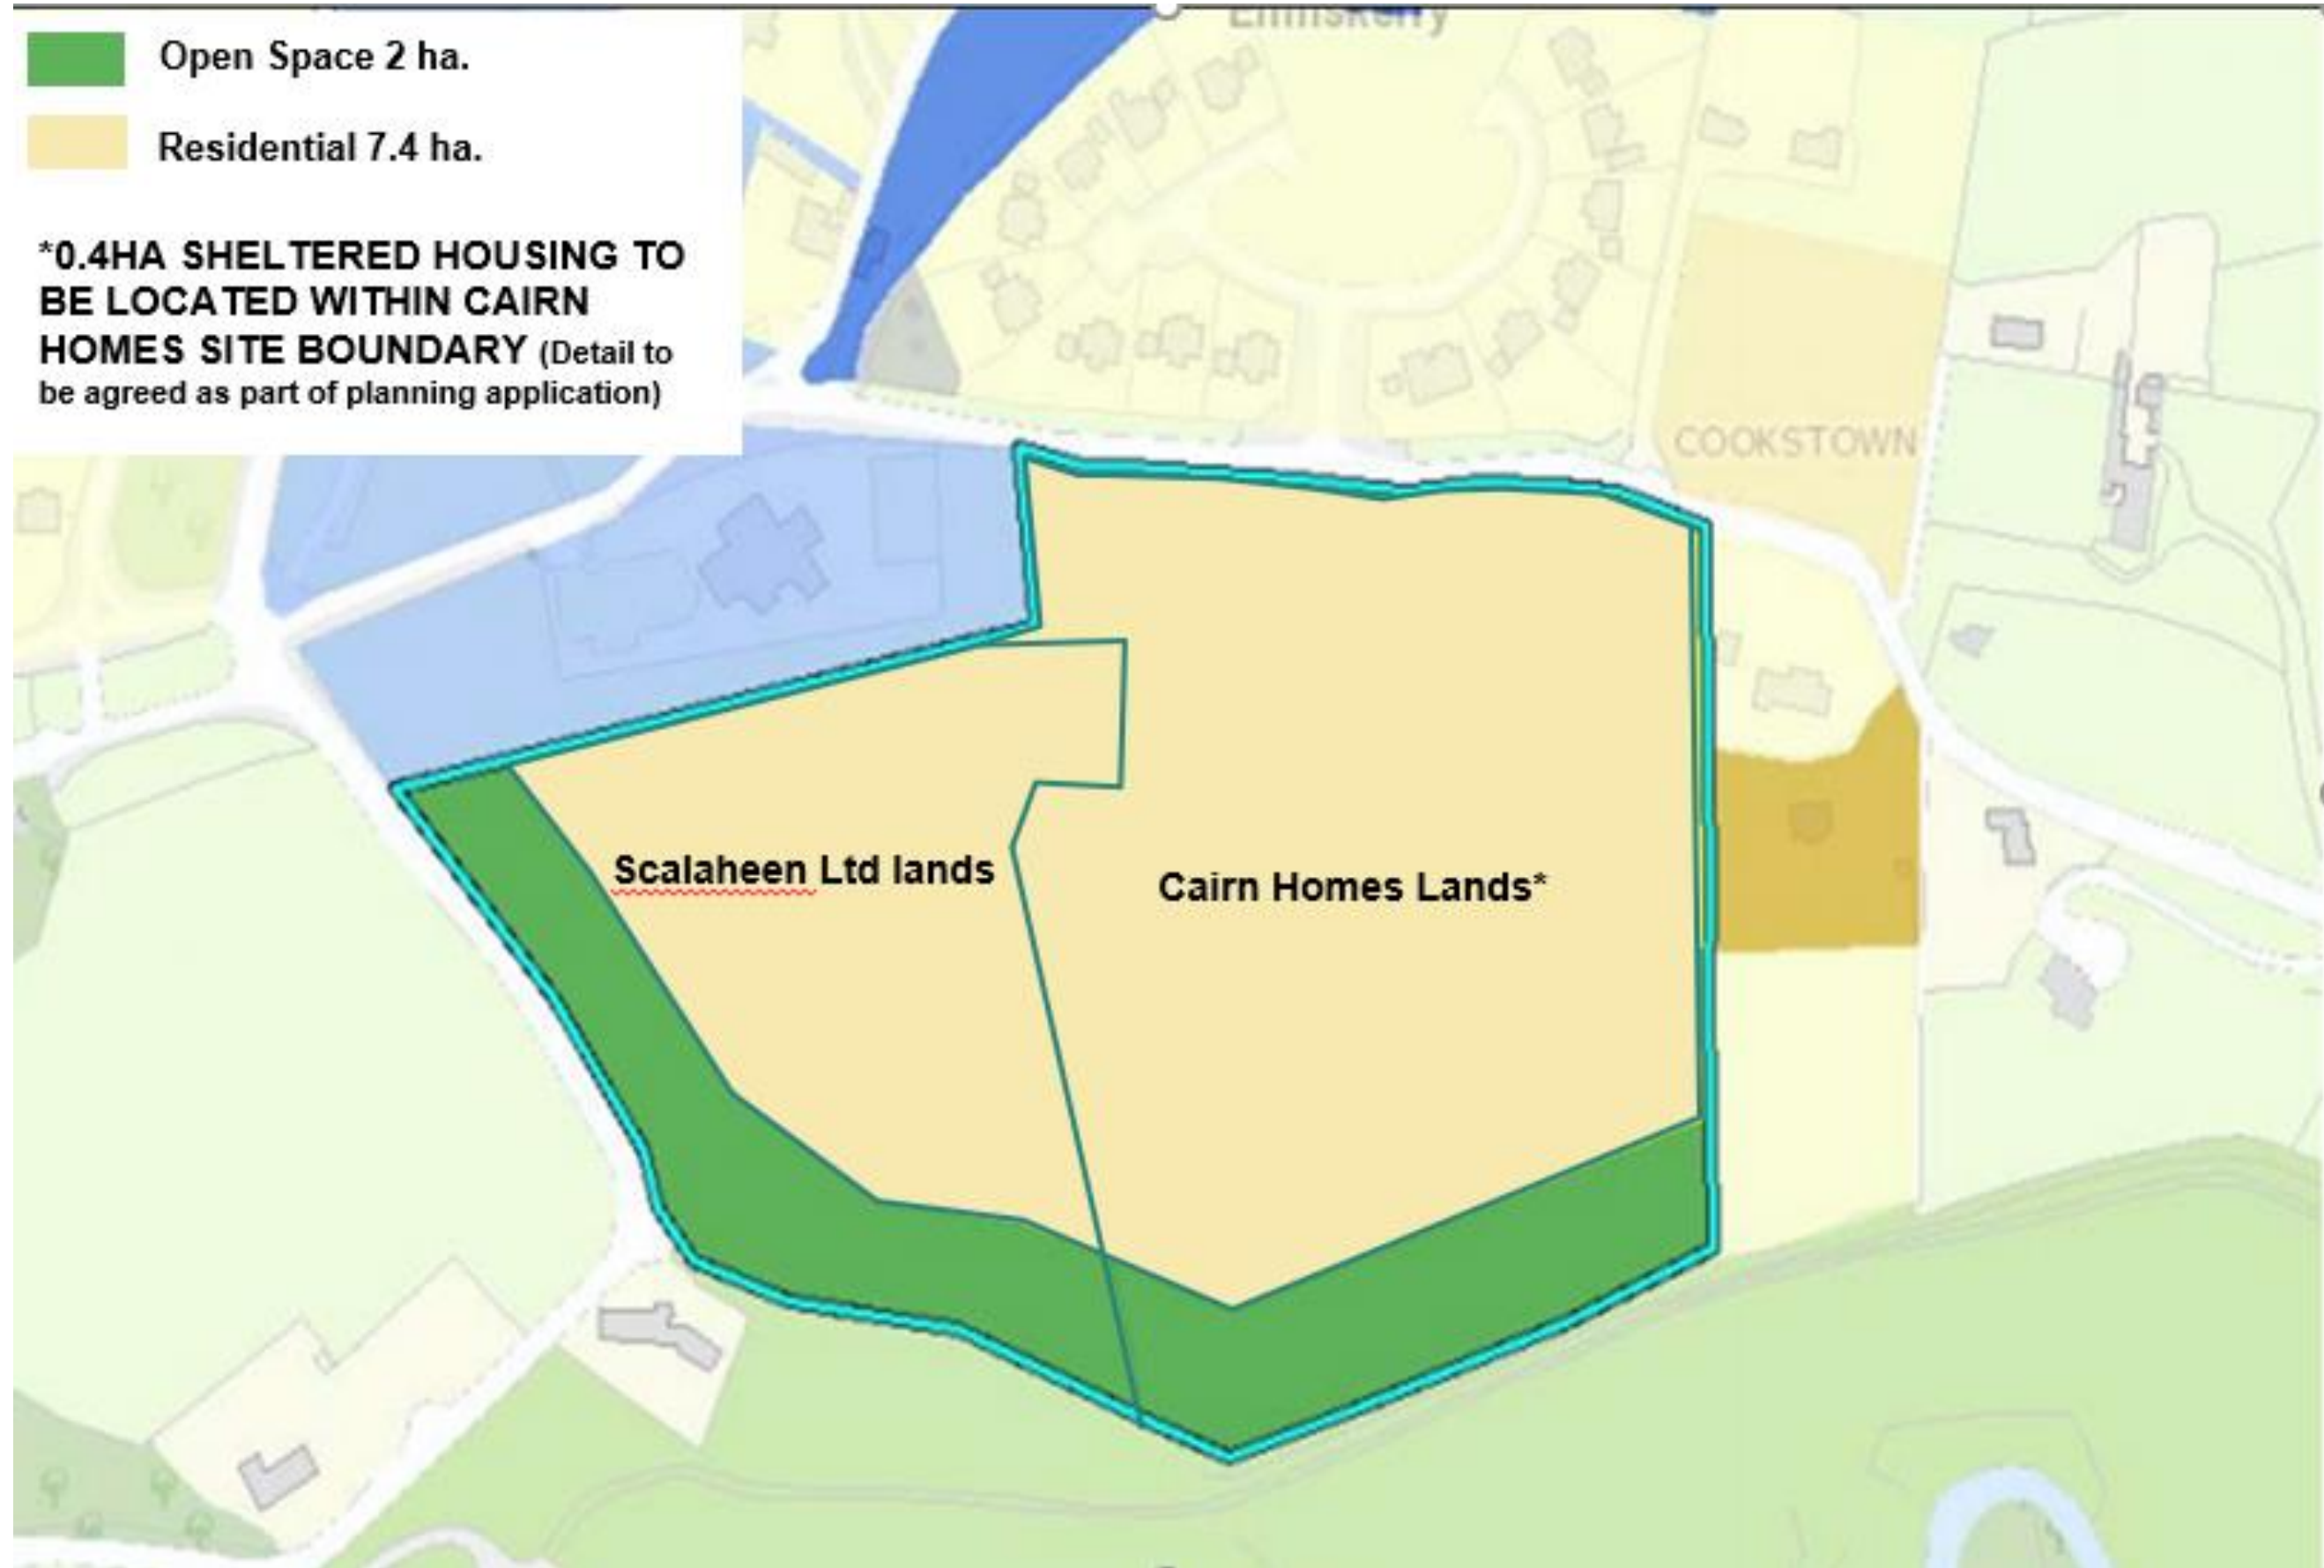 Open Space 2 ha.
Residential 7.4 ha.
*0.4HA SHELTERED HOUSING TO
BE LOCATED WITHIN CAIRN
HOMES SITE BOUNDARY (Detail to
be agreed as part of planning application)
COOKSTOWN
Scalaheen Ltd lands
Cairn Homes Lands*